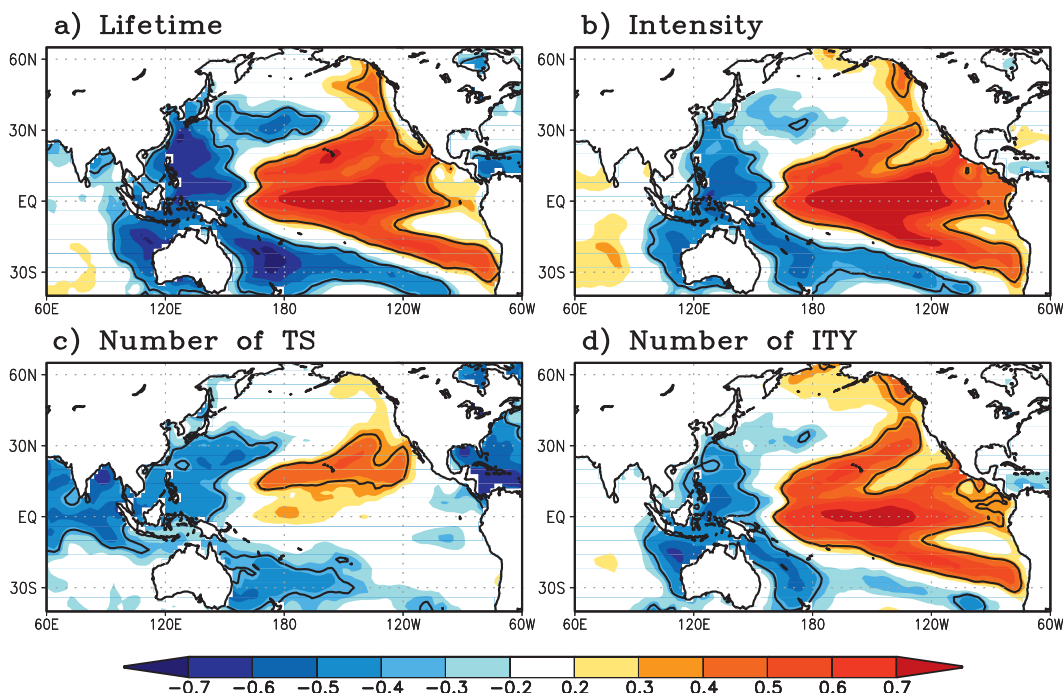 a) Lifetime
b) Intensity
60N
30N
EQ
30S
60E
120E
180
120W
60W
60N
30N
EQ
30S
60E
120E
180
120W
60W
c) Number of TS
d) Number of ITY
60N
30N
EQ
30S
60E
120E
180
120W
60W
60N
30N
EQ
30S
60E
120E
180
120W
60W
-0.7 -0.6 -0.5 -0.4 -0.3 -0.2 0.2 0.3 0.4 0.5 0.6 0.7